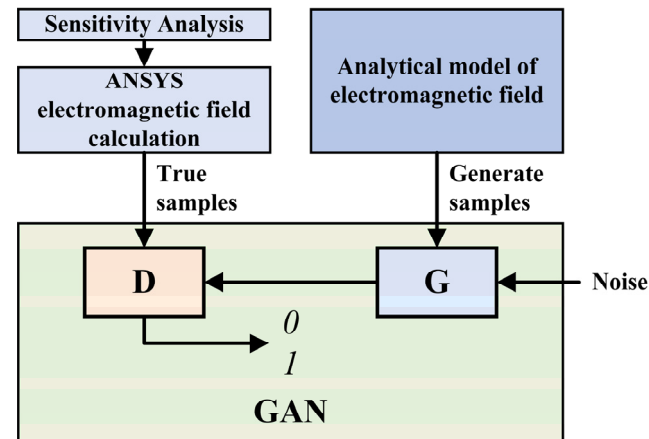 Sensitivity Analysis
ANSYS
electromagnetic field
calculation
Analytical model of
electromagnetic field
True
samples
Generate
samples
D
G
Noise
0
1
GAN